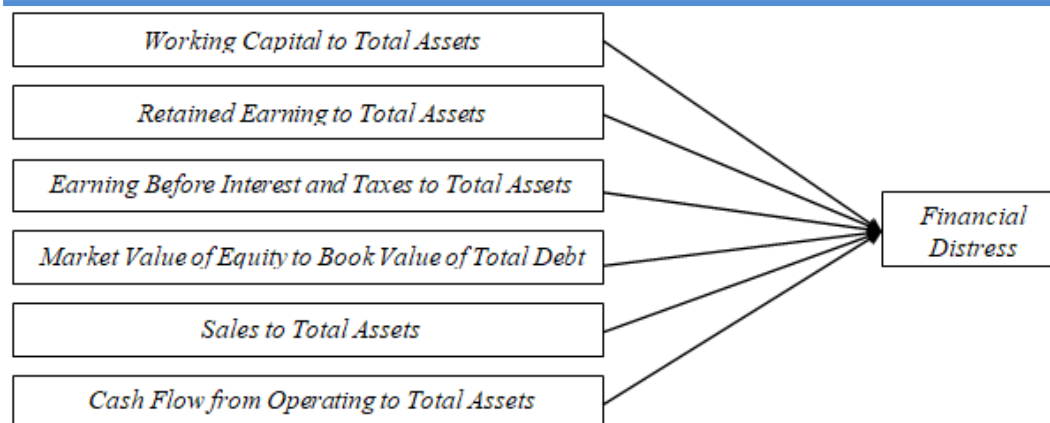 Working Capital to Total Assets
Retained Earning to Total Assets
Earning Before Interest and Taxes to Total Assets
Market Value of Equity to Book Value of Total Debt
Sales to Total Assets
Cash Flow from Operating to Total Assets
Financial
Distress